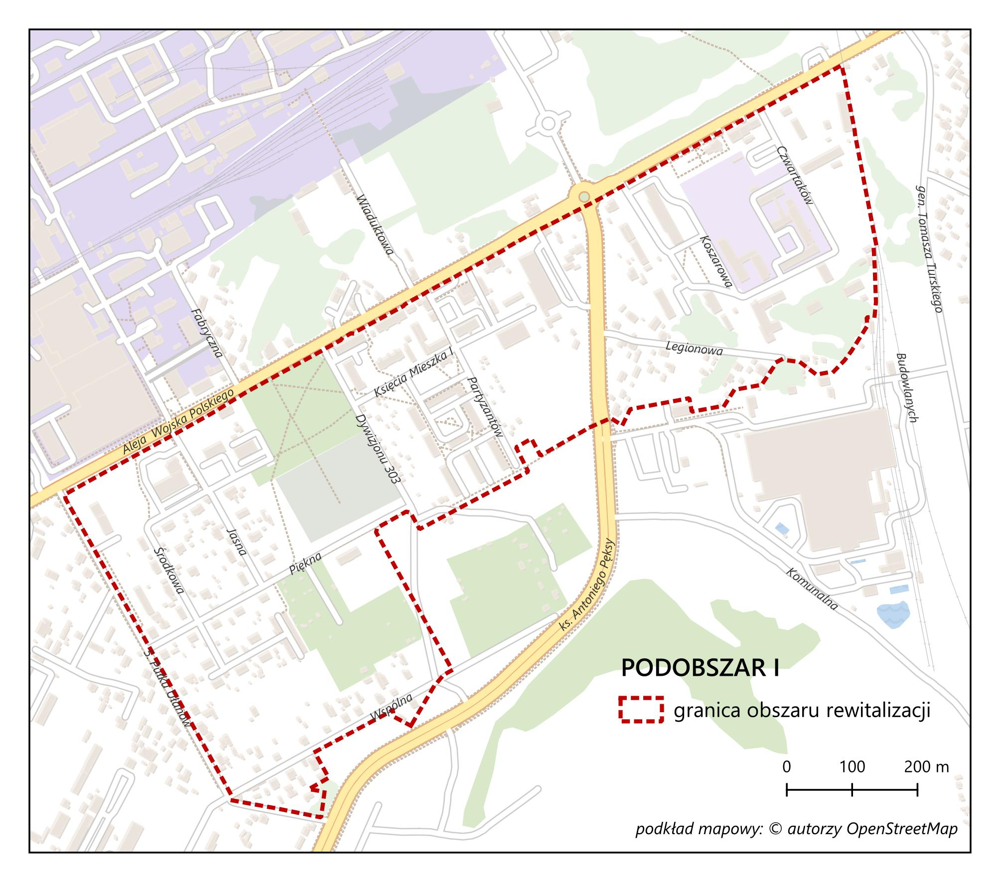 Czwartaków
gen. Tomasza Turskiego
Wiaduktowa
Koszarowa
Fabryczna
Legionowa
Księcia Mieszka I
Budowlanych
Partyzantów
Aleja Wojska Polskiego
Dywizjonu 303
Jasna
Środkowa
Piękna
ks. Antoniego Pęksy
Komunalna
5. Pułku Ułanów
Wspólna
PODOBSZAR I
granica obszaru rewitalizacji
0 100 200 m
podkład mapowy: © autorzy OpenStreetMap